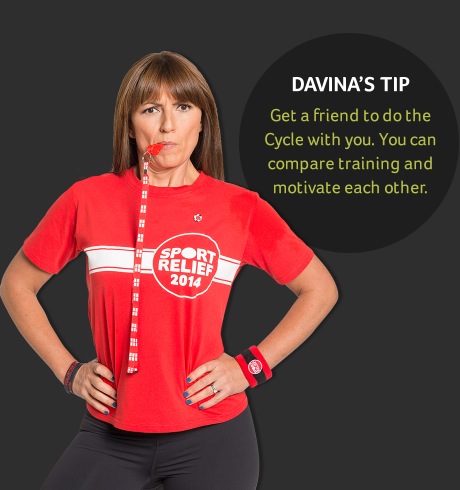 DAVINA'S TIP
Get a friend to do the
Cycle with you. You can
compare training and
motivate each other.
SPORT
RELIEF
2014